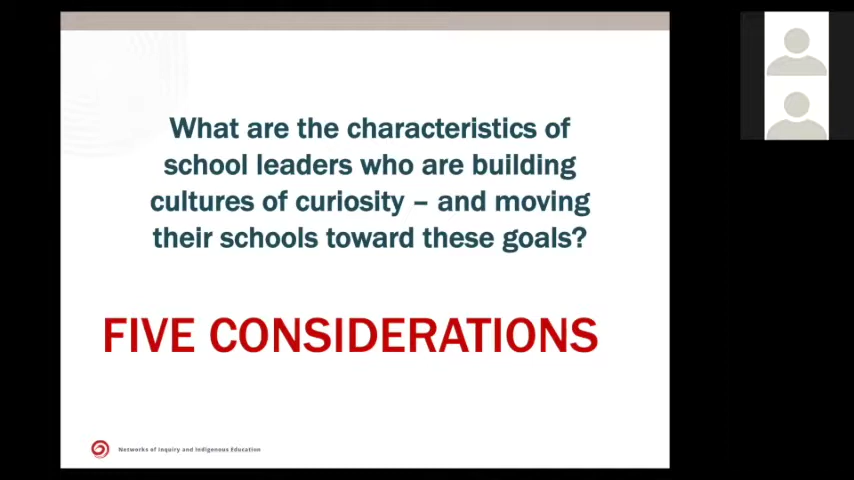 What are the characteristics of
school leaders who are building
cultures of curiosity – and moving
their schools toward these goals?
FIVE CONSIDERATIONS
Networks of Inquiry and Indigenous Education